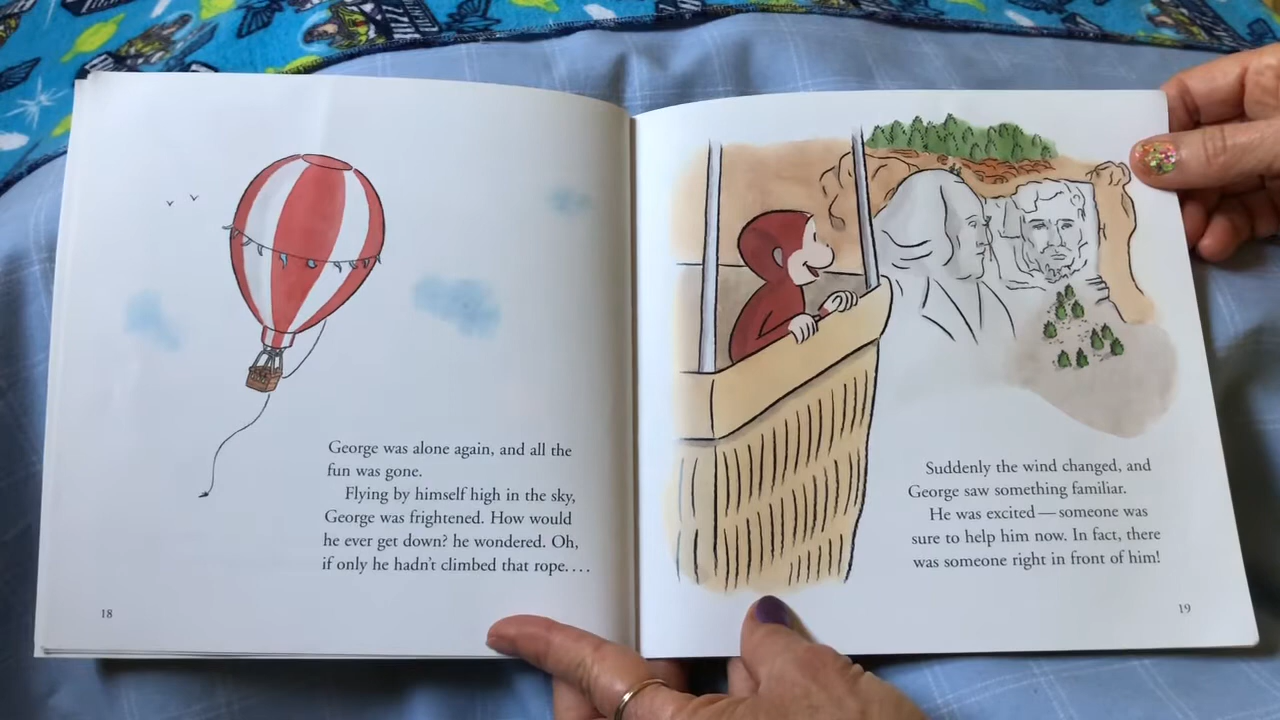 George was alone again, and all the
fun was gone.
Flying by himself high in the sky,
George was frightened. How would
he ever get down? he wondered. Oh,
if only he hadn't climbed that rope....
18
Suddenly the wind changed, and
George saw something familiar.
He was excited—someone was
sure to help him now. In fact, there
was someone right in front of him!
19